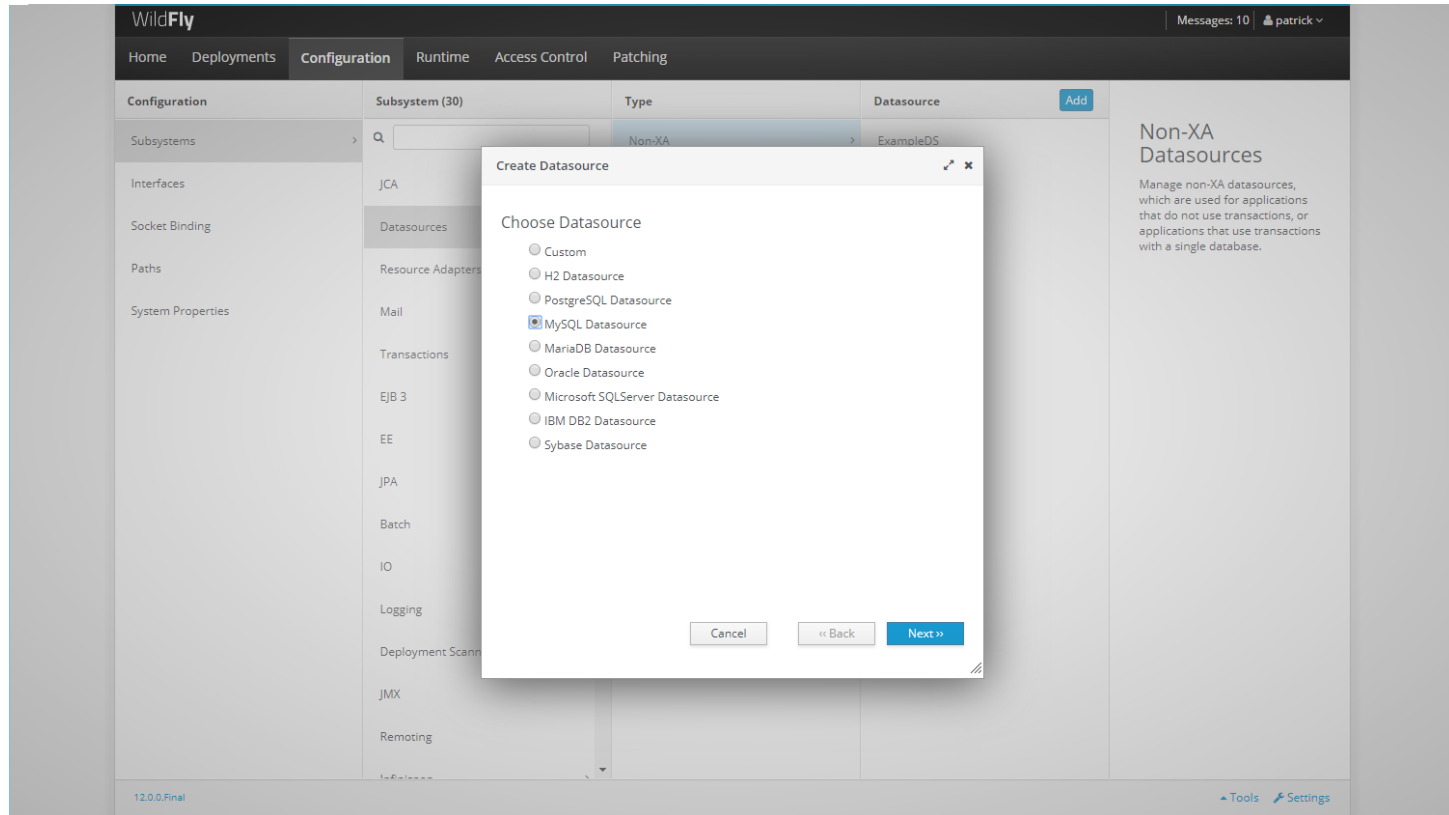 WildFly
Messages: 10
patrick
Home Deployments Configuration Runtime Access Control Patching
Configuration
Subsystems
Interfaces
Socket Binding
Paths
System Properties
Subsystem (30)
JCA
Datasources
Resource Adapters
Mail
Transactions
EJB 3
EE
JPA
Batch
IO
Logging
Deployment Scann
JMX
Remoting
Type
Non-XA
Datasource
Add
ExampleDS
Create Datasource
Choose Datasource
Custom
H2 Datasource
PostgreSQL Datasource
MySQL Datasource
MariaDB Datasource
Oracle Datasource
Microsoft SQLServer Datasource
IBM DB2 Datasource
Sybase Datasource
Cancel
‹‹ Back
Next ››
Non-XA
Datasources
Manage non-XA datasources,
which are used for applications
that do not use transactions, or
applications that use transactions
with a single database.
12.0.0.Final
Tools
Settings